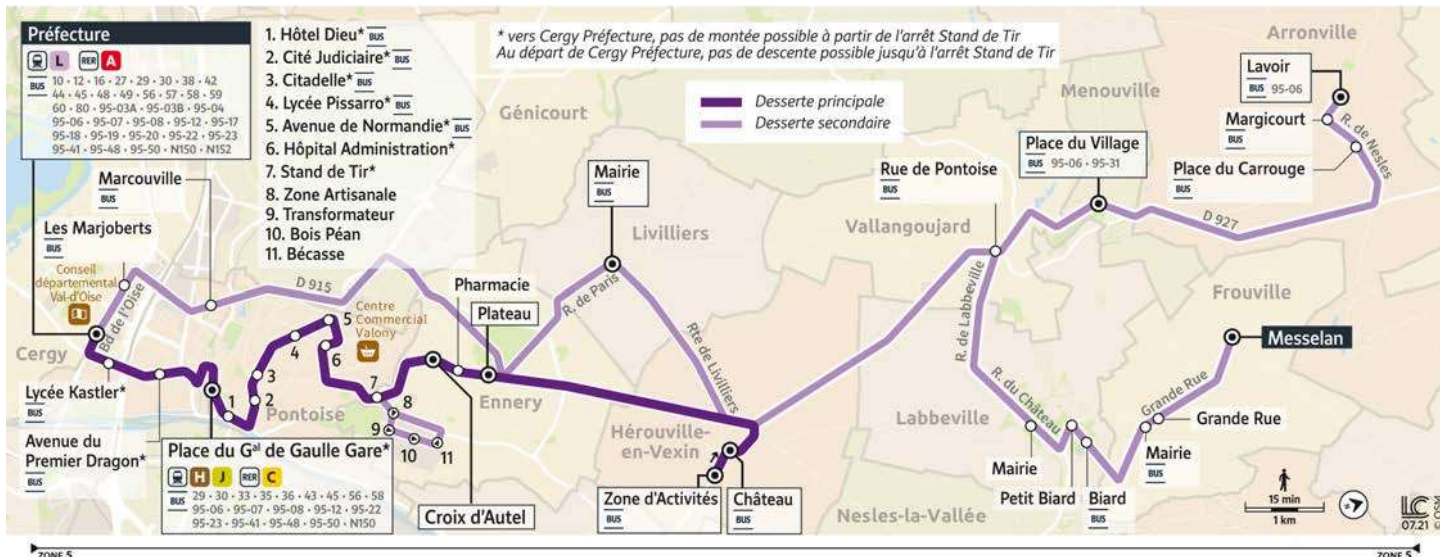 Préfecture
L RER A
BUS 10 • 12 • 16 • 27 • 29 • 30 • 38 • 42
44 • 45 • 48 • 49 • 56 • 57 • 58 • 59
60 • 80 • 95-03A • 95-03B • 95-04
95-06 • 95-07 • 95-08 • 95-12 • 95-17
95-18 • 95-19 • 95-20 • 95-22 • 95-23
95-41 • 95-48 • 95-50 • N150 • N152
1. Hôtel Dieu* BUS
2. Cité Judiciaire* BUS
3. Citadelle* BUS
4. Lycée Pissarro* BUS
5. Avenue de Normandie* BUS
6. Hôpital Administration*
7. Stand de Tir*
8. Zone Artisanale
9. Transformateur
10. Bois Péan
11. Bécasse
* vers Cergy Préfecture, pas de montée possible à partir de l'arrêt Stand de Tir
Au départ de Cergy Préfecture, pas de descente possible jusqu'à l'arrêt Stand de Tir
Desserte principale
Desserte secondaire
Arronville
Lavoir
BUS 95-06
Margicourt
BUS
R. de Nesles
Place du Carrouge
BUS
Menouville
Génicourt
Place du Village
BUS 95-06 • 95-31
Rue de Pontoise
BUS
D 927
Vallangoujard
Mairie
BUS
Livilliers
Marcouville
BUS
Les Marjoberts
BUS
Conseil
départemental
Val-d'Oise
Bd de l'Oise
D 915
Centre
Commercial
Valony
Pharmacie
Plateau
R. de Paris
Rte de Livilliers
R. de Labbeville
Frouville
Messelan
Cergy
5
4
6
3
7
8
2
1
9
10
11
Lycée Kastler*
BUS
Pontoise
Ennery
Avenue du
Premier Dragon*
BUS
Place du Gal de Gaulle Gare*
H J RER C
BUS 29 • 30 • 33 • 35 • 36 • 43 • 45 • 56 • 58
95-06 • 95-07 • 95-08 • 95-12 • 95-22
95-23 • 95-41 • 95-48 • 95-50 • N150
Croix d'Autel
Hérouville-
en-Vexin
Zone d'Activités
BUS
Château
BUS
Labbeville
R. du Château
Grande Rue
Grande Rue
Mairie
Petit Biard
Biard
BUS
Mairie
BUS
Nesles-la-Vallée
15 min
1 km
LC
07.21
© OSM
ZONE 5
ZONE 5